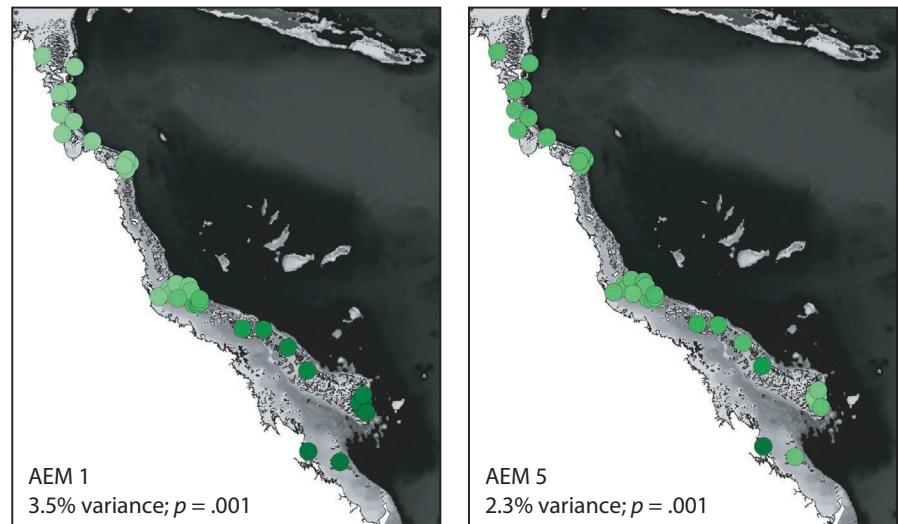 AEM 1
3.5% variance; p = .001
AEM 5
2.3% variance; p = .001